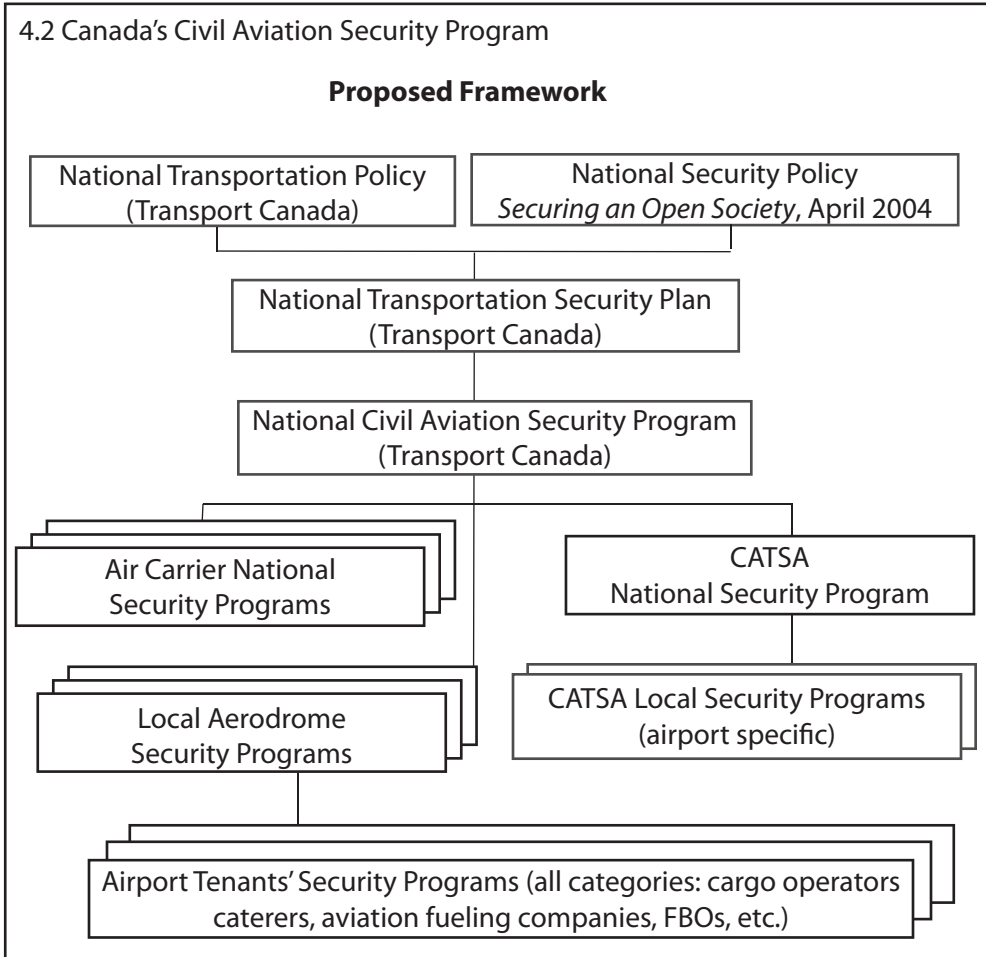 4.2 Canada’s Civil Aviation Security Program
Proposed Framework
National Transportation Policy
(Transport Canada)
National Security Policy
Securing an Open Society, April 2004
National Transportation Security Plan
(Transport Canada)
National Civil Aviation Security Program
(Transport Canada)
Air Carrier National
Security Programs
CATSA
National Security Program
Local Aerodrome
Security Programs
CATSA Local Security Programs
(airport specific)
Airport Tenants’ Security Programs (all categories: cargo operators
caterers, aviation fueling companies, FBOs, etc.)